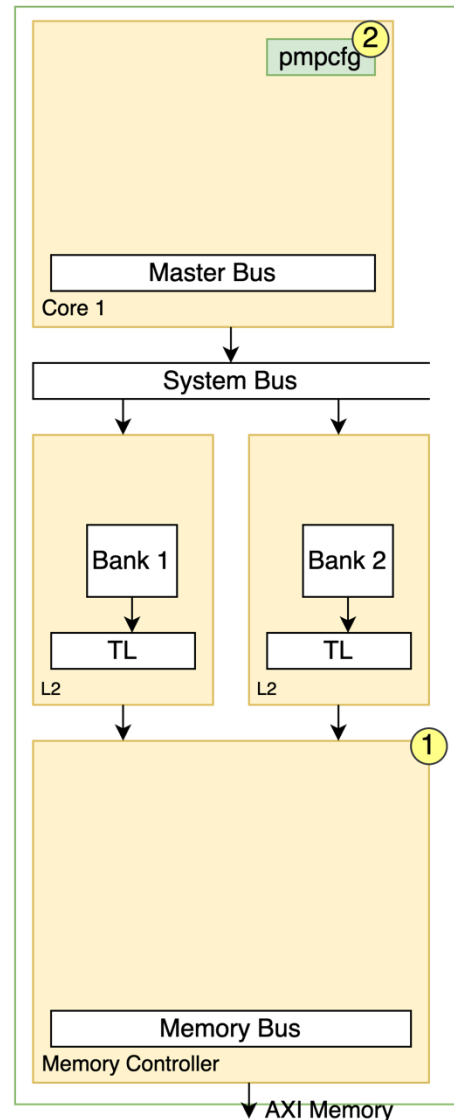 2
pmpcfg
Master Bus
Core 1
System Bus
Bank 1
Bank 2
TL
TL
L2
L2
1
Memory Bus
Memory Controller
AXI Memory